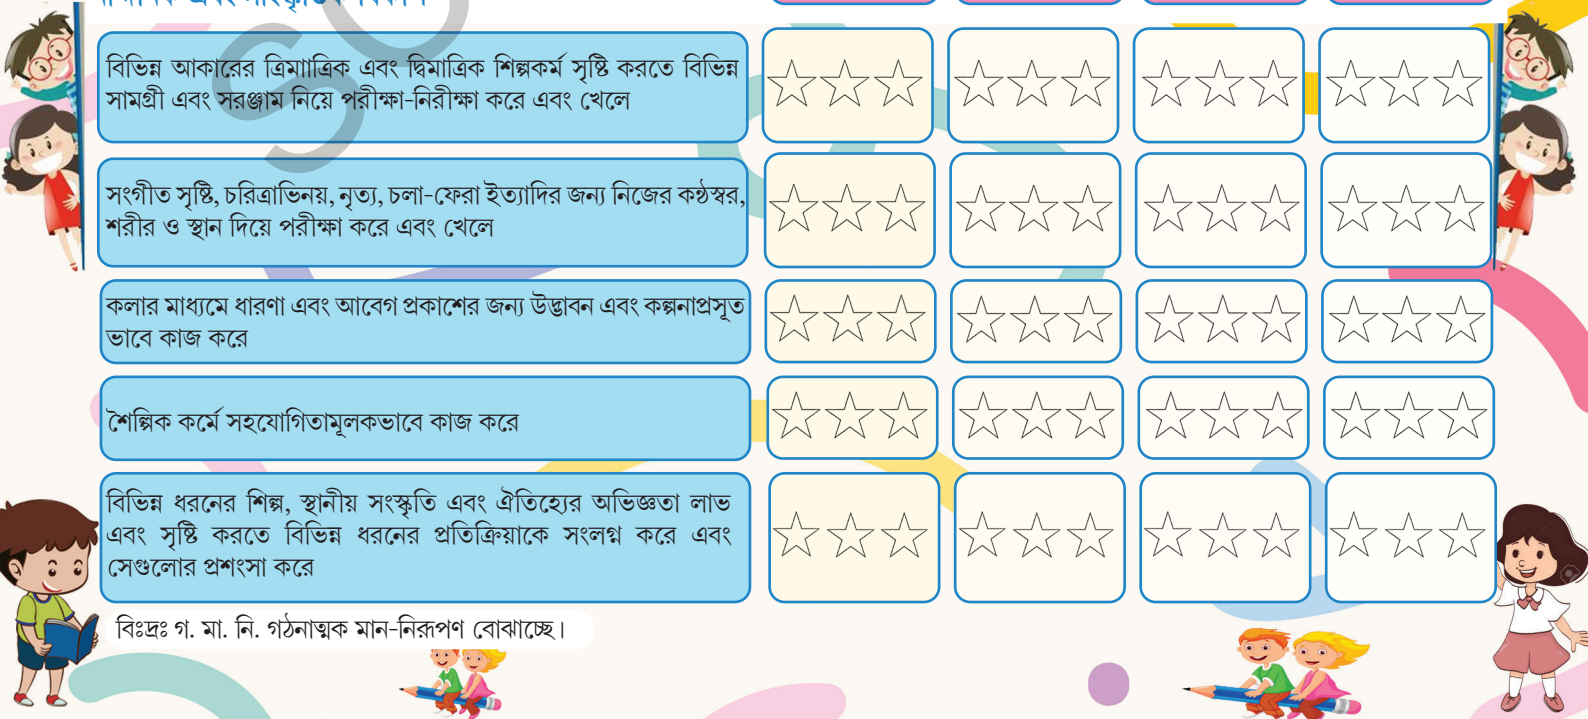 এবং
বিভিন্ন আকারের ত্রিমাাত্রিক এবং দ্বিমাত্রিক শিল্পকর্ম সৃষ্টি করতে বিভিন্ন
সামগ্রী এবং সরঞ্জাম নিয়ে পরীক্ষা-নিরীক্ষা করে এবং খেলে
সংগীত সৃষ্টি, চরিত্রাভিনয়, নৃত্য, চলা-ফেরা ইত্যাদির জন্য নিজের কন্ঠস্বর,
শরীর ও স্থান দিয়ে পরীক্ষা করে এবং খেলে
কলার মাধ্যমে ধারণা এবং আবেগ প্রকাশের জন্য উদ্ভাবন এবং কল্পনাপ্রসূত
ভাবে কাজ করে
শৈল্পিক কর্মে সহযোগিতামূলকভাবে কাজ করে
বিভিন্ন ধরনের শিল্প, স্থানীয় সংস্কৃতি এবং ঐতিহ্যের অভিজ্ঞতা লাভ
এবং সৃষ্টি করতে বিভিন্ন ধরনের প্রতিক্রিয়াকে সংলগ্ন করে এবং
সেগুলোর প্রশংসা করে
বিঃদ্রঃ গ. মা. নি. গঠনাত্মক মান-নিরূপণ বোঝাচ্ছে।